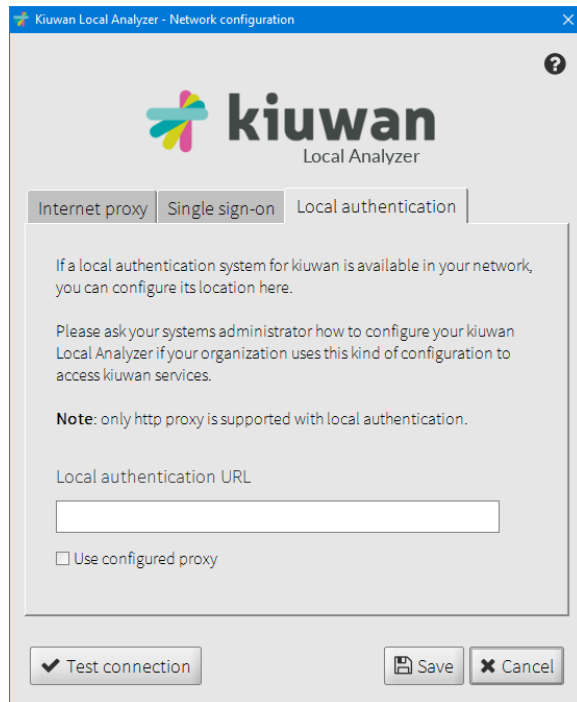 Kiuwan Local Analyzer - Network configuration
kiuwan
Local Analyzer
Internet proxy
Single sign-on
Local authentication
If a local authentication system for kiuwan is available in your network,
you can configure its location here.
Please ask your systems administrator how to configure your kiuwan
Local Analyzer if your organization uses this kind of configuration to
access kiuwan services.
Note: only http proxy is supported with local authentication.
Local authentication URL
Use configured proxy
Test connection
Save
Cancel